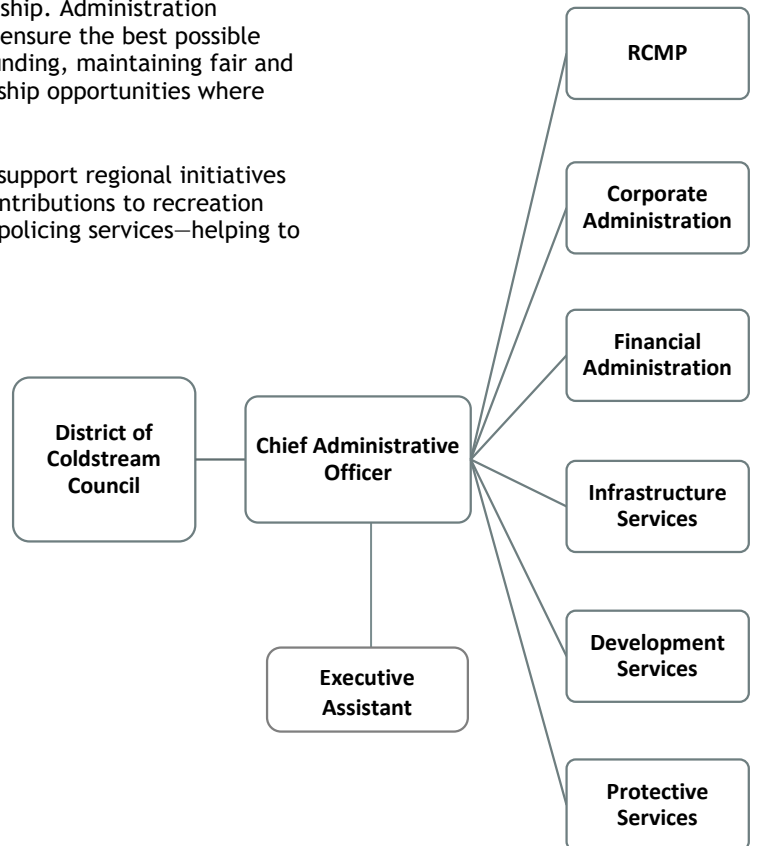 ship. Administration
ensure the best possible
nding, maintaining fair and
ship opportunities where
support regional initiatives
ntributions to recreation
policing services—helping to
RCMP
Corporate
Administration
Financial
Administration
District of
Coldstream
Council
Chief Administrative
Officer
Infrastructure
Services
Development
Services
Executive
Assistant
Protective
Services